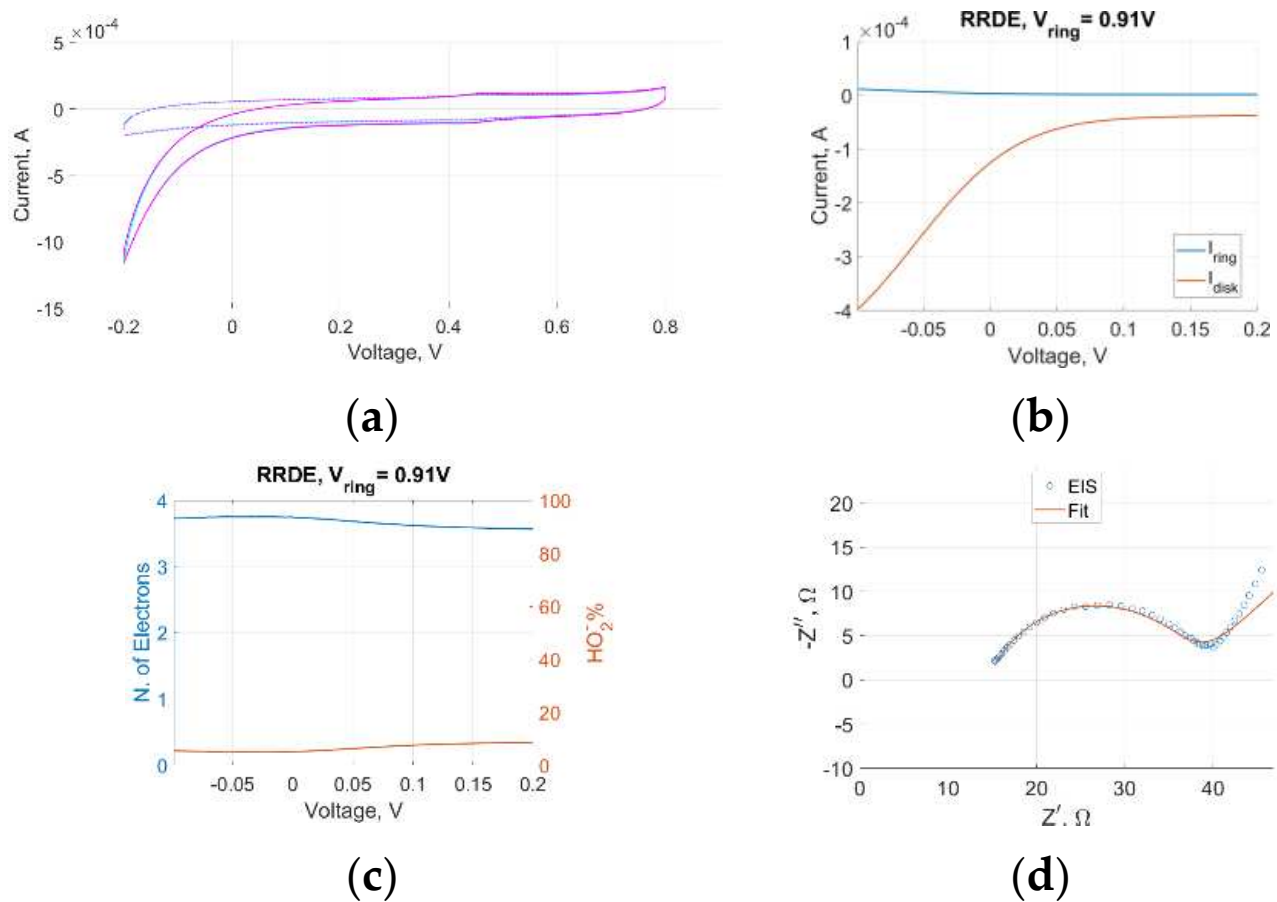 ×10⁻⁴
5
0
-5
-10
-15
Current, A
-0.2 0 0.2 0.4 0.6 0.8
Voltage, V
(a)
RRDE, Vring = 0.91V
×10⁻⁴
1
0
-1
-2
-3
-4
Current, A
Iring
Idisk
-0.05 0 0.05 0.1 0.15 0.2
Voltage, V
(b)
RRDE, Vring = 0.91V
4
3
2
1
0
N. of Electrons
100
80
60
40
20
0
HO₂⁻%
-0.05 0 0.05 0.1 0.15 0.2
Voltage, V
(c)
EIS
Fit
20
15
10
5
0
-5
-10
-Z′′, Ω
0 10 20 30 40
Z′, Ω
(d)